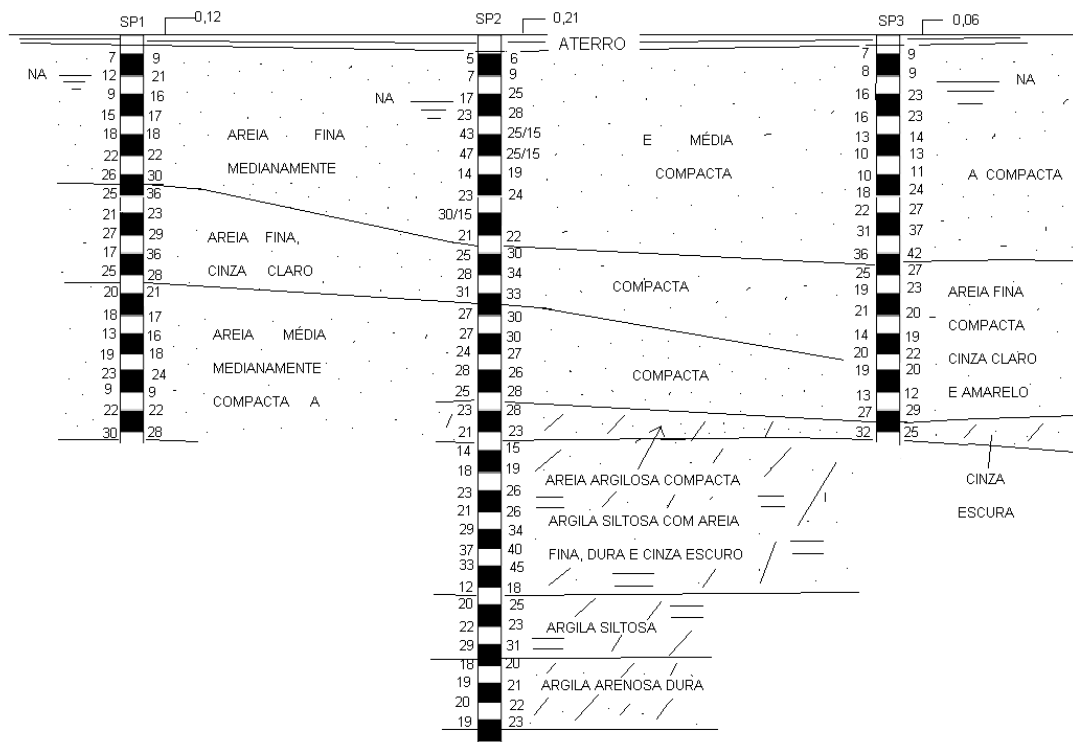 SP1 0,12 SP2 0,21 SP3 0,06
ATERRO
NA
NA
NA
7 9
12 21
9 16
15 17
18 18
22 22
26 30
25 36
21 23
27 29
17 36
25 28
20 21
18 17
13 16
19 18
23 24
9 9
22 22
30 28
AREIA FINA
MEDIANAMENTE
AREIA FINA,
CINZA CLARO
AREIA MÉDIA
MEDIANAMENTE
COMPACTA A
5 6
7 9
17 25
23 28
43 25/15
47 25/15
14 19
23 24
30/15
21 22
25 30
28 34
31 33
27 30
27 30
24 27
28 26
25 28
23 28
21 23
14 15
18 19
23 26
21 26
29 34
37 40
33 45
12 18
20 25
22 23
29 31
18 20
19 21
20 22
19 23
E MÉDIA
COMPACTA
COMPACTA
COMPACTA
AREIA ARGILOSA COMPACTA
ARGILA SILTOSA COM AREIA
FINA, DURA E CINZA ESCURO
ARGILA SILTOSA
ARGILA ARENOSA DURA
7 9
8 9
16 23
16 23
13 14
10 13
10 11
18 24
22 27
31 37
36 42
25 27
19 23
21 20
14 19
20 22
19 20
13 12
27 29
32 25
A COMPACTA
AREIA FINA
COMPACTA
CINZA CLARO
E AMARELO
CINZA
ESCURA